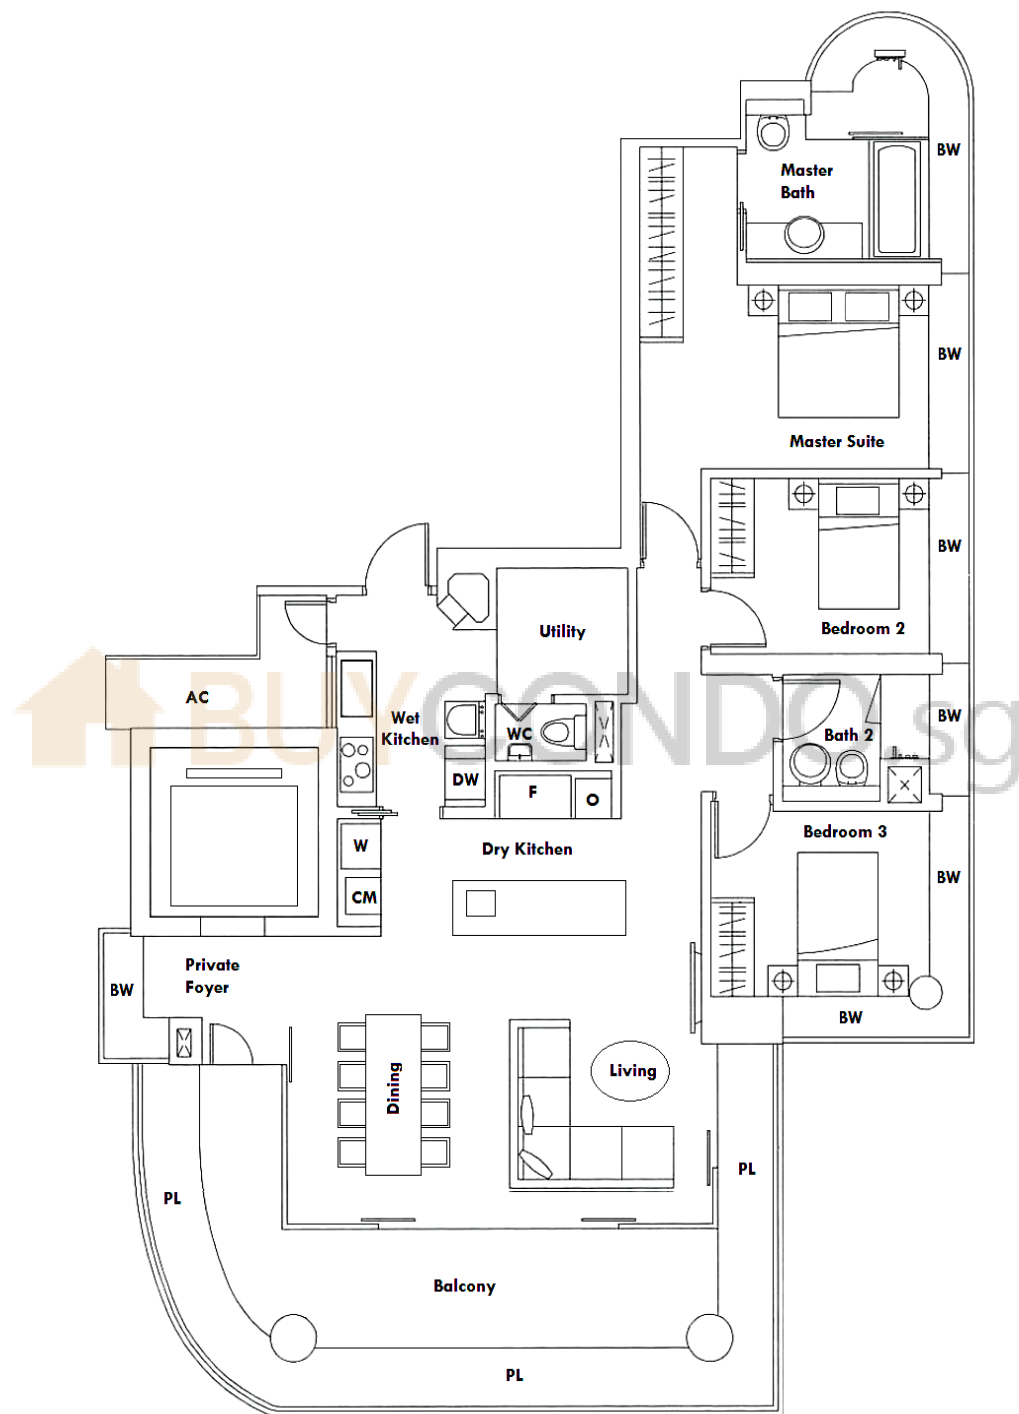 BW
Master
Bath
BW
Master Suite
BW
Bedroom 2
Utility
AC
BUYCONDO.sg
Wet
Kitchen
WC
BW
Bath 2
DW
F
O
Bedroom 3
W
Dry Kitchen
BW
CM
Private
Foyer
BW
BW
Living
Dining
PL
PL
Balcony
PL